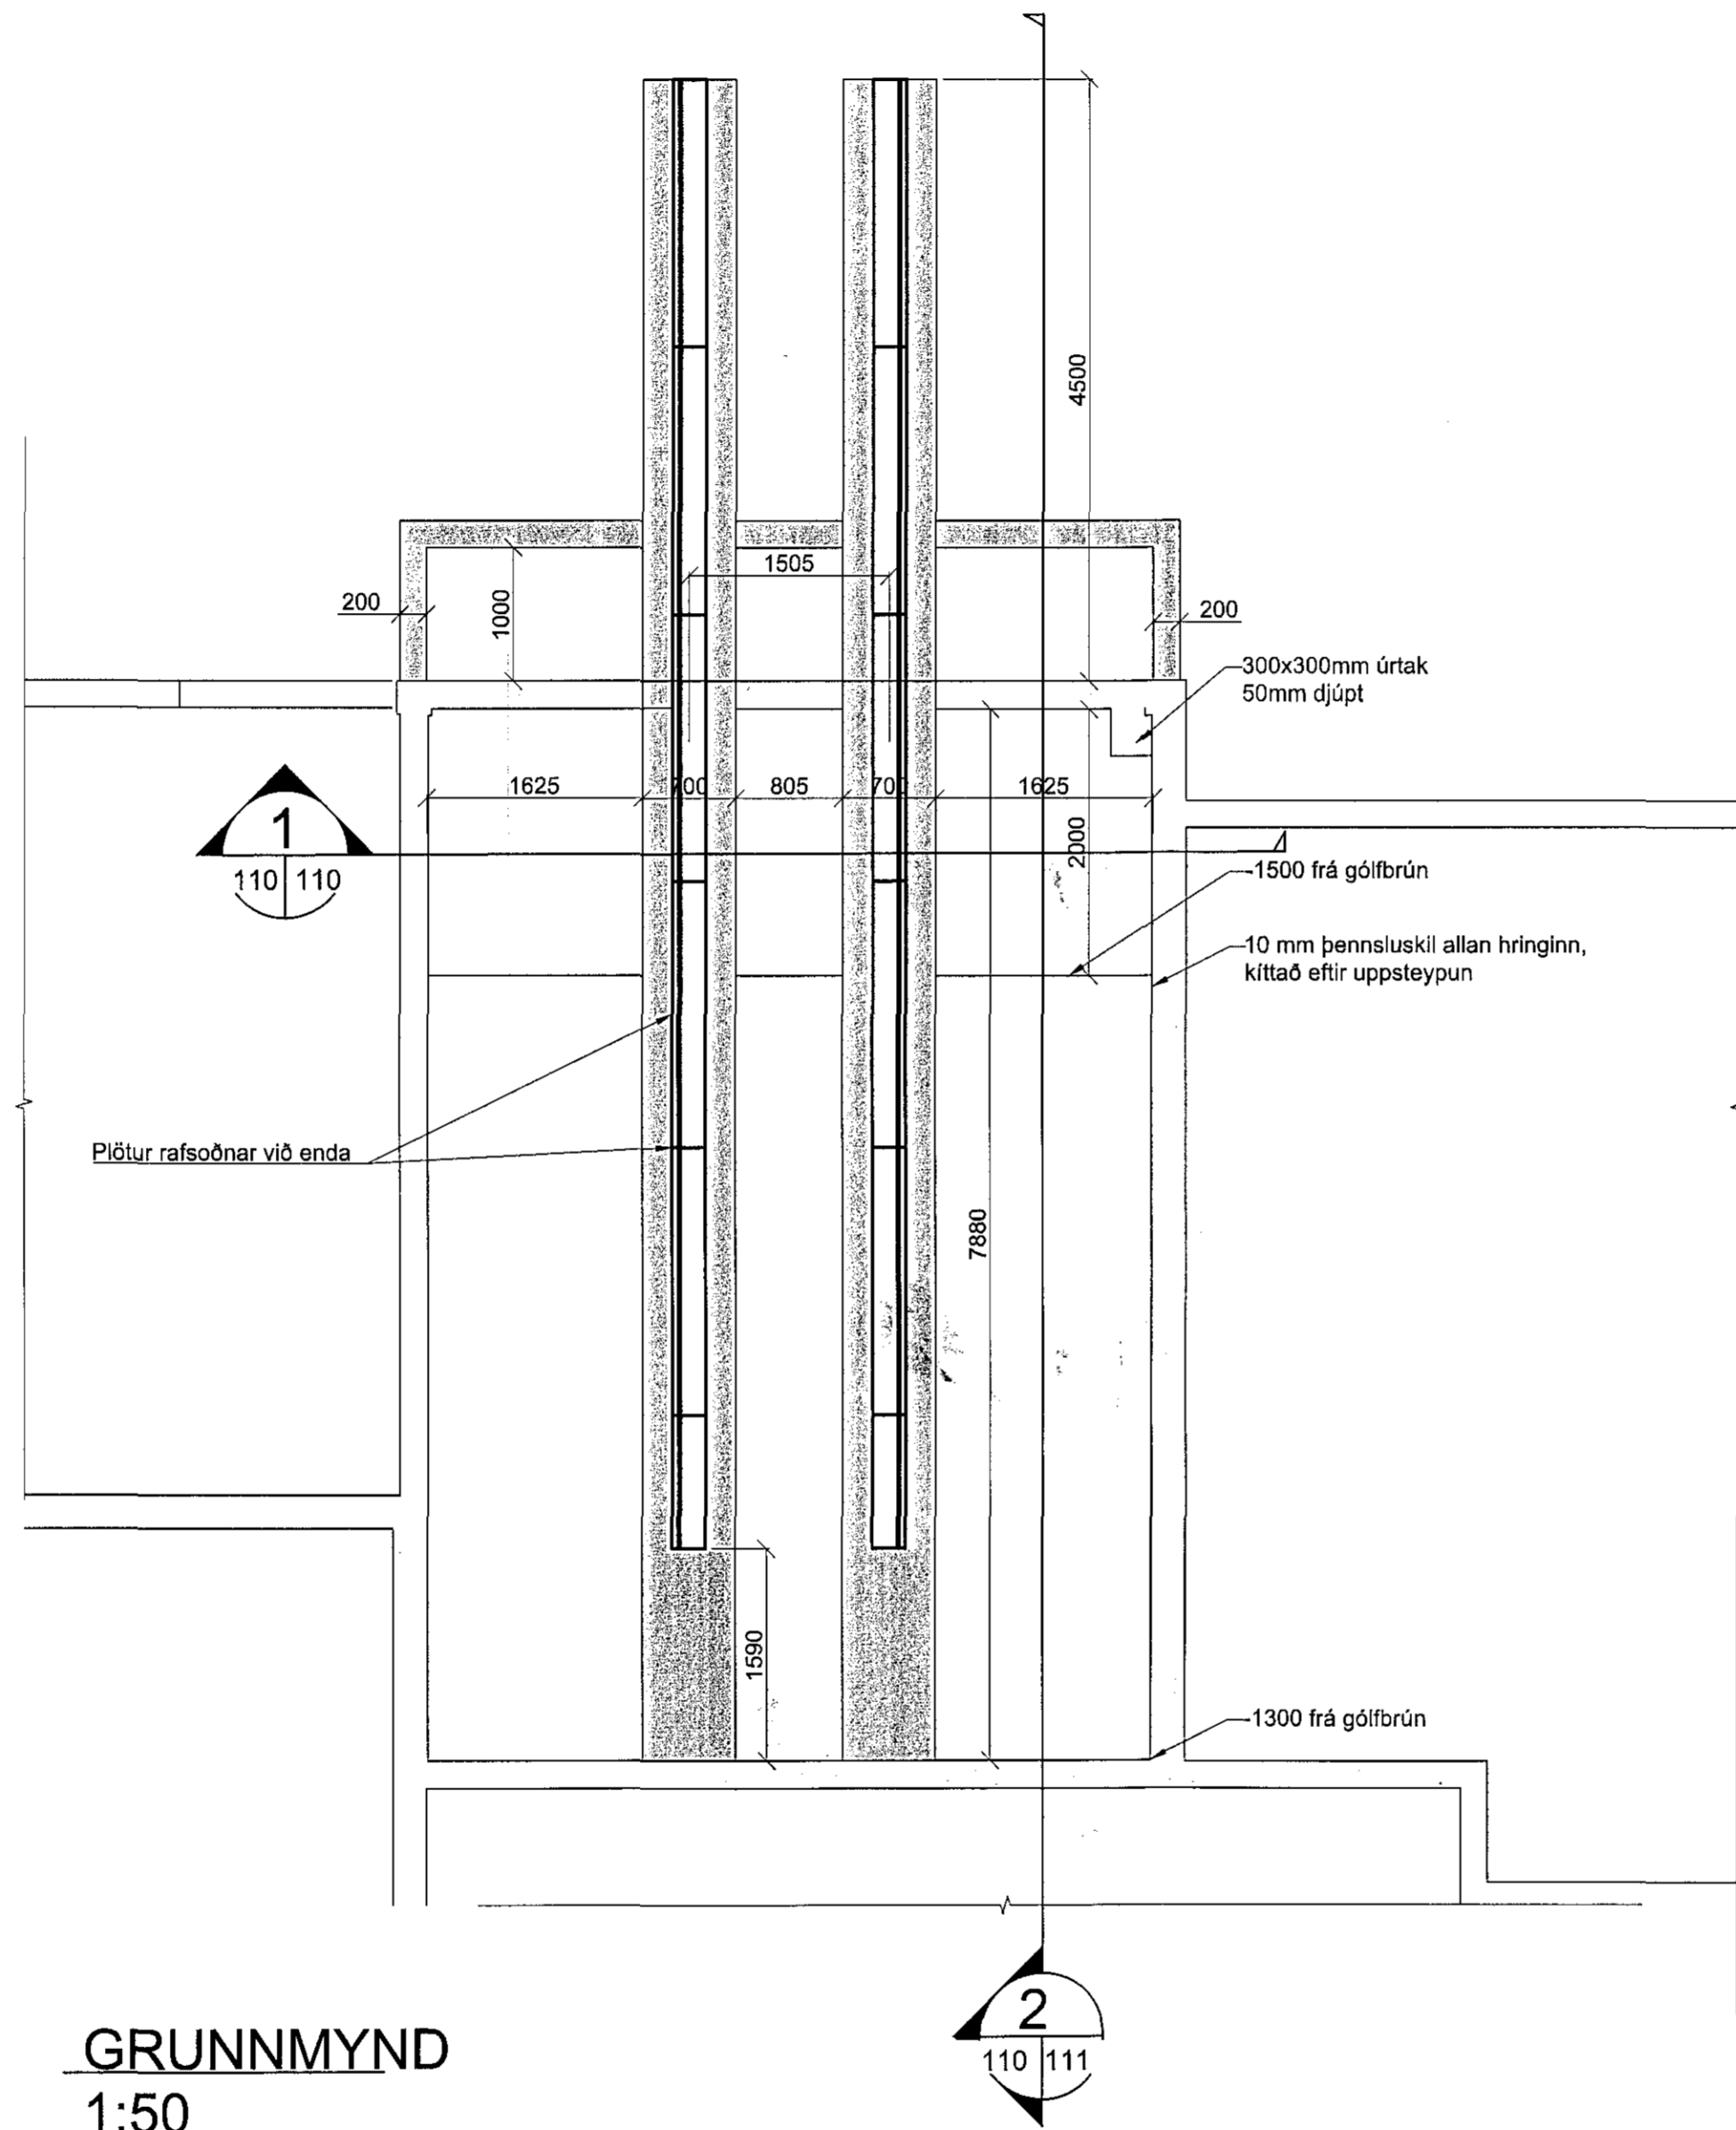 4500
1505
200
1000
200
300x300mm úrtak
50mm djúpt
1625
700
805
700
1625
1
110 110
2000
1500 frá gólfbrún
10 mm þennsluskil allan hringinn,
kíttað eftir uppsteypun
Plötur rafsoðnar við enda
7880
1590
1300 frá gólfbrún
2
110 111
GRUNNMYND
1:50